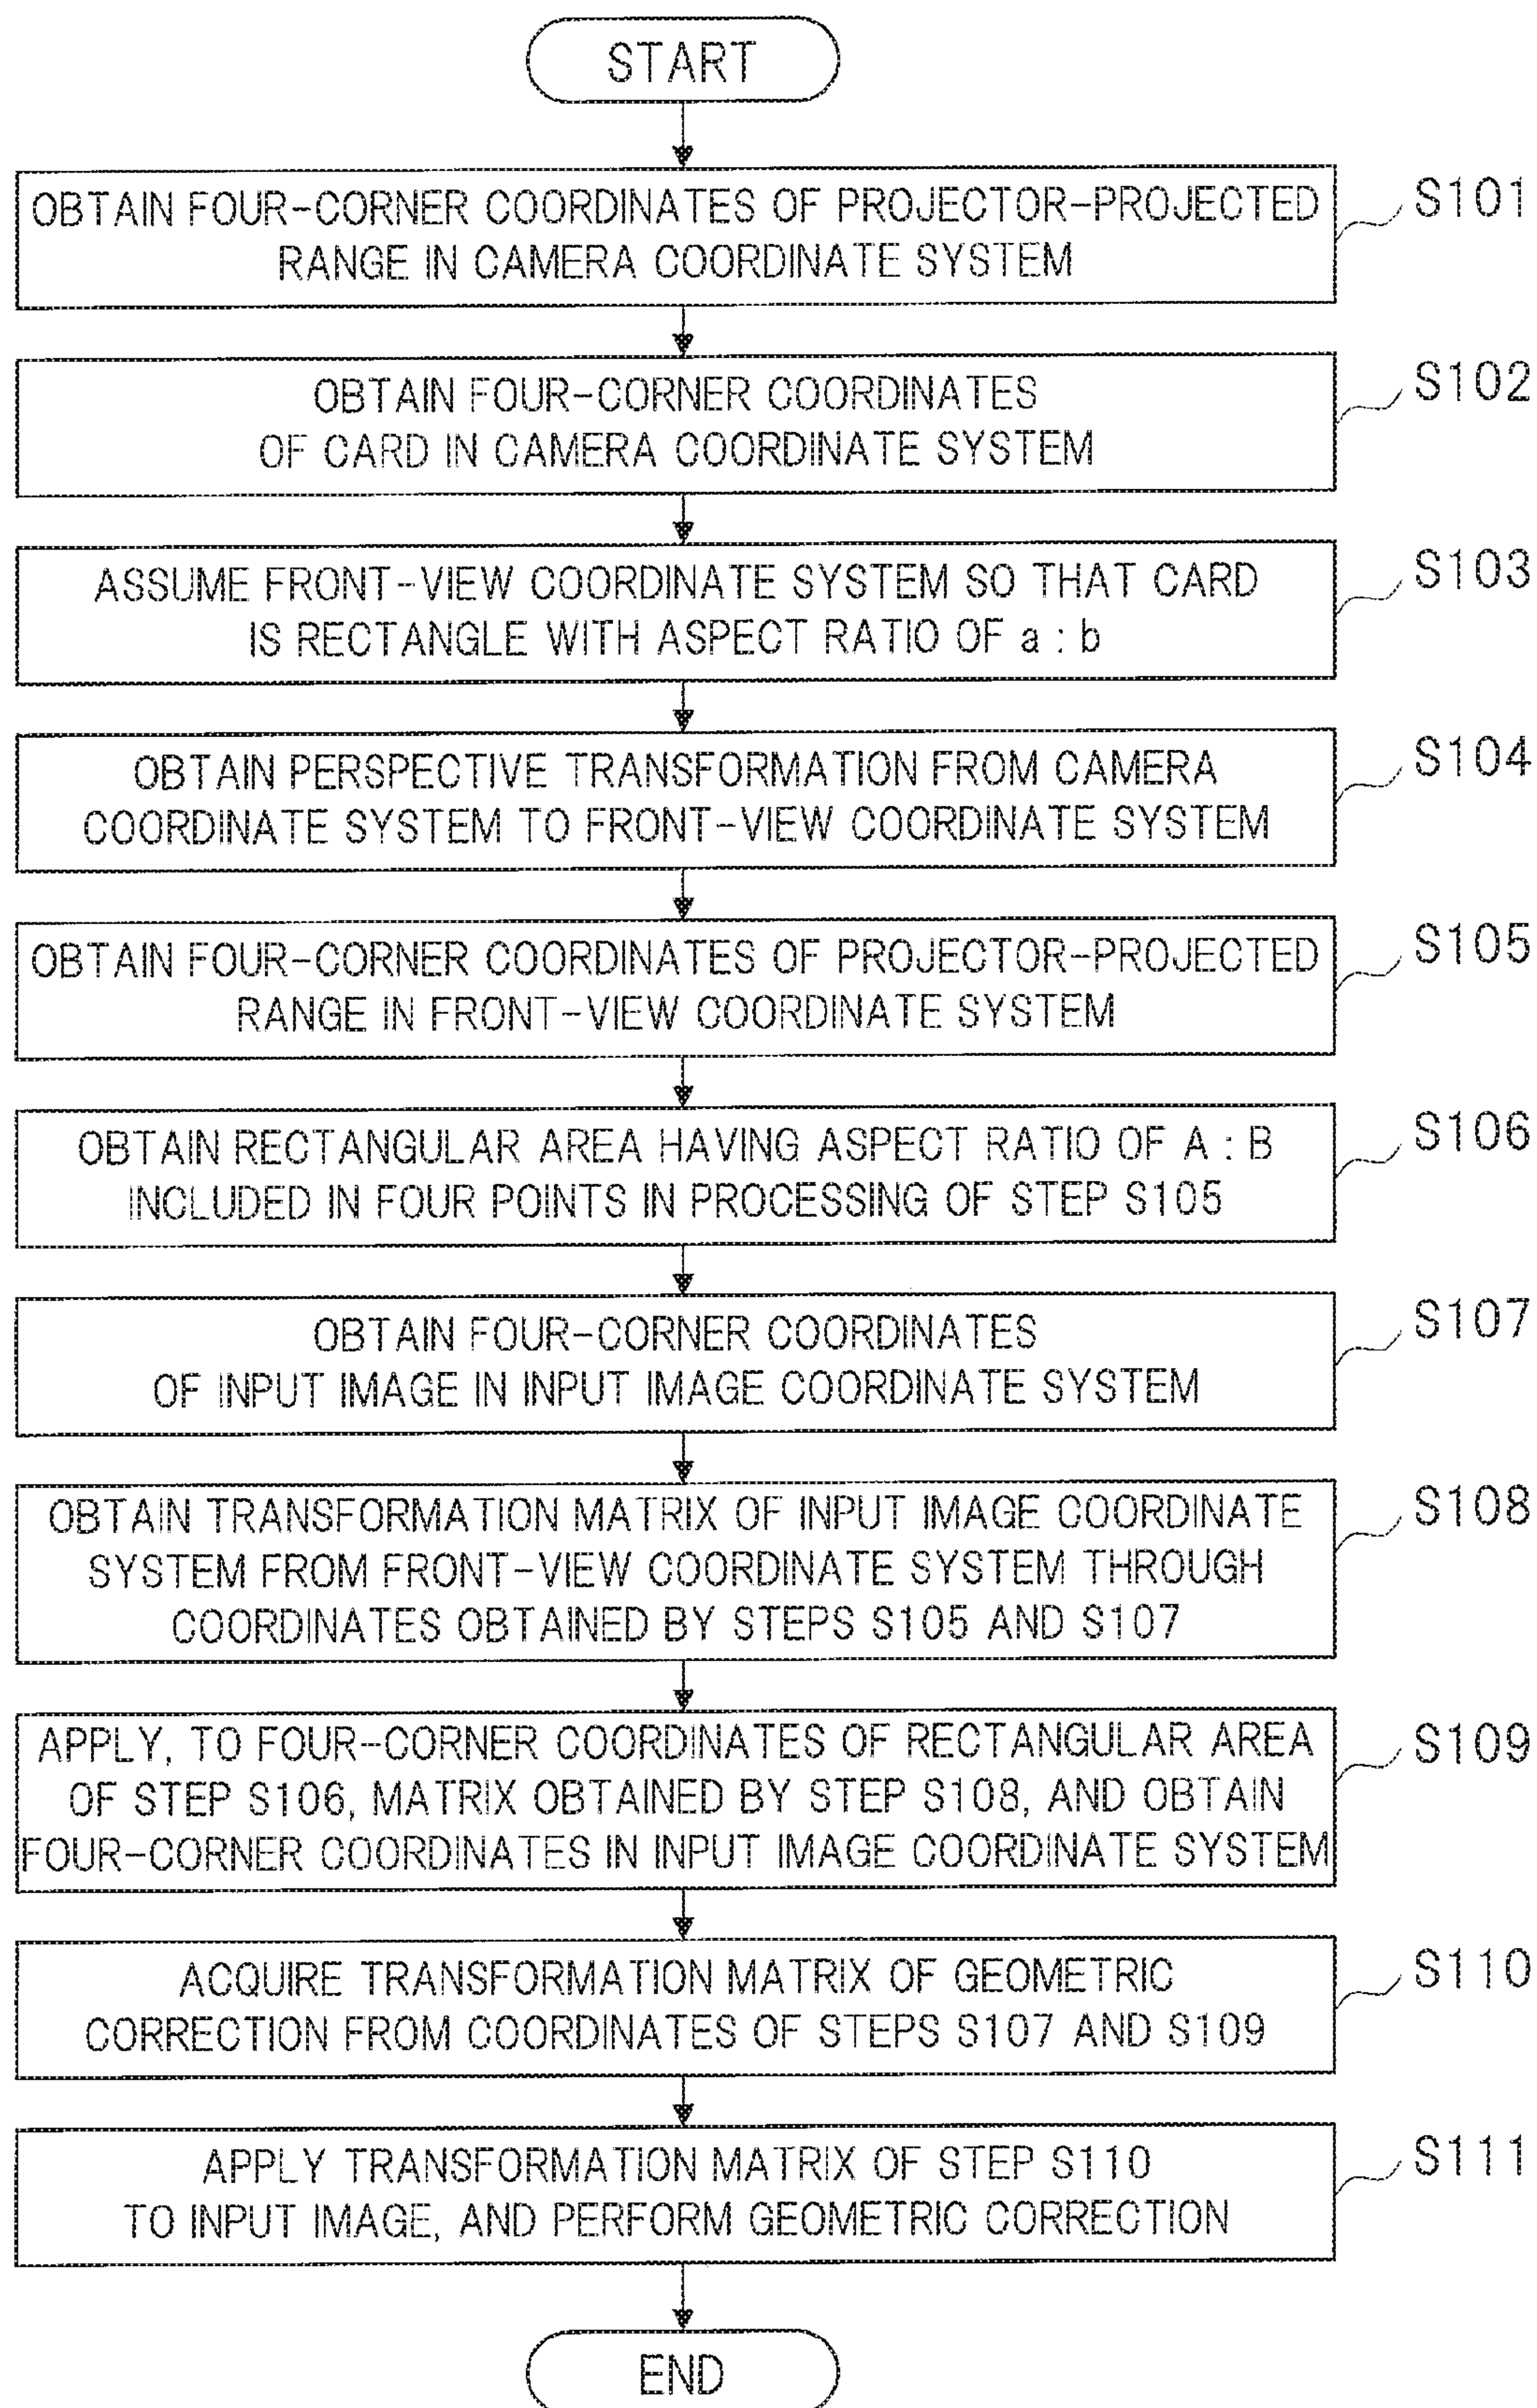 START
OBTAIN FOUR-CORNER COORDINATES OF PROJECTOR-PROJECTED
RANGE IN CAMERA COORDINATE SYSTEM
S101
OBTAIN FOUR-CORNER COORDINATES
OF CARD IN CAMERA COORDINATE SYSTEM
S102
ASSUME FRONT-VIEW COORDINATE SYSTEM SO THAT CARD
IS RECTANGLE WITH ASPECT RATIO OF a : b
S103
OBTAIN PERSPECTIVE TRANSFORMATION FROM CAMERA
COORDINATE SYSTEM TO FRONT-VIEW COORDINATE SYSTEM
S104
OBTAIN FOUR-CORNER COORDINATES OF PROJECTOR-PROJECTED
RANGE IN FRONT-VIEW COORDINATE SYSTEM
S105
OBTAIN RECTANGULAR AREA HAVING ASPECT RATIO OF A : B
INCLUDED IN FOUR POINTS IN PROCESSING OF STEP S105
S106
OBTAIN FOUR-CORNER COORDINATES
OF INPUT IMAGE IN INPUT IMAGE COORDINATE SYSTEM
S107
OBTAIN TRANSFORMATION MATRIX OF INPUT IMAGE COORDINATE
SYSTEM FROM FRONT-VIEW COORDINATE SYSTEM THROUGH
COORDINATES OBTAINED BY STEPS S105 AND S107
S108
APPLY, TO FOUR-CORNER COORDINATES OF RECTANGULAR AREA
OF STEP S106, MATRIX OBTAINED BY STEP S108, AND OBTAIN
FOUR-CORNER COORDINATES IN INPUT IMAGE COORDINATE SYSTEM
S109
ACQUIRE TRANSFORMATION MATRIX OF GEOMETRIC
CORRECTION FROM COORDINATES OF STEPS S107 AND S109
S110
APPLY TRANSFORMATION MATRIX OF STEP S110
TO INPUT IMAGE, AND PERFORM GEOMETRIC CORRECTION
S111
END